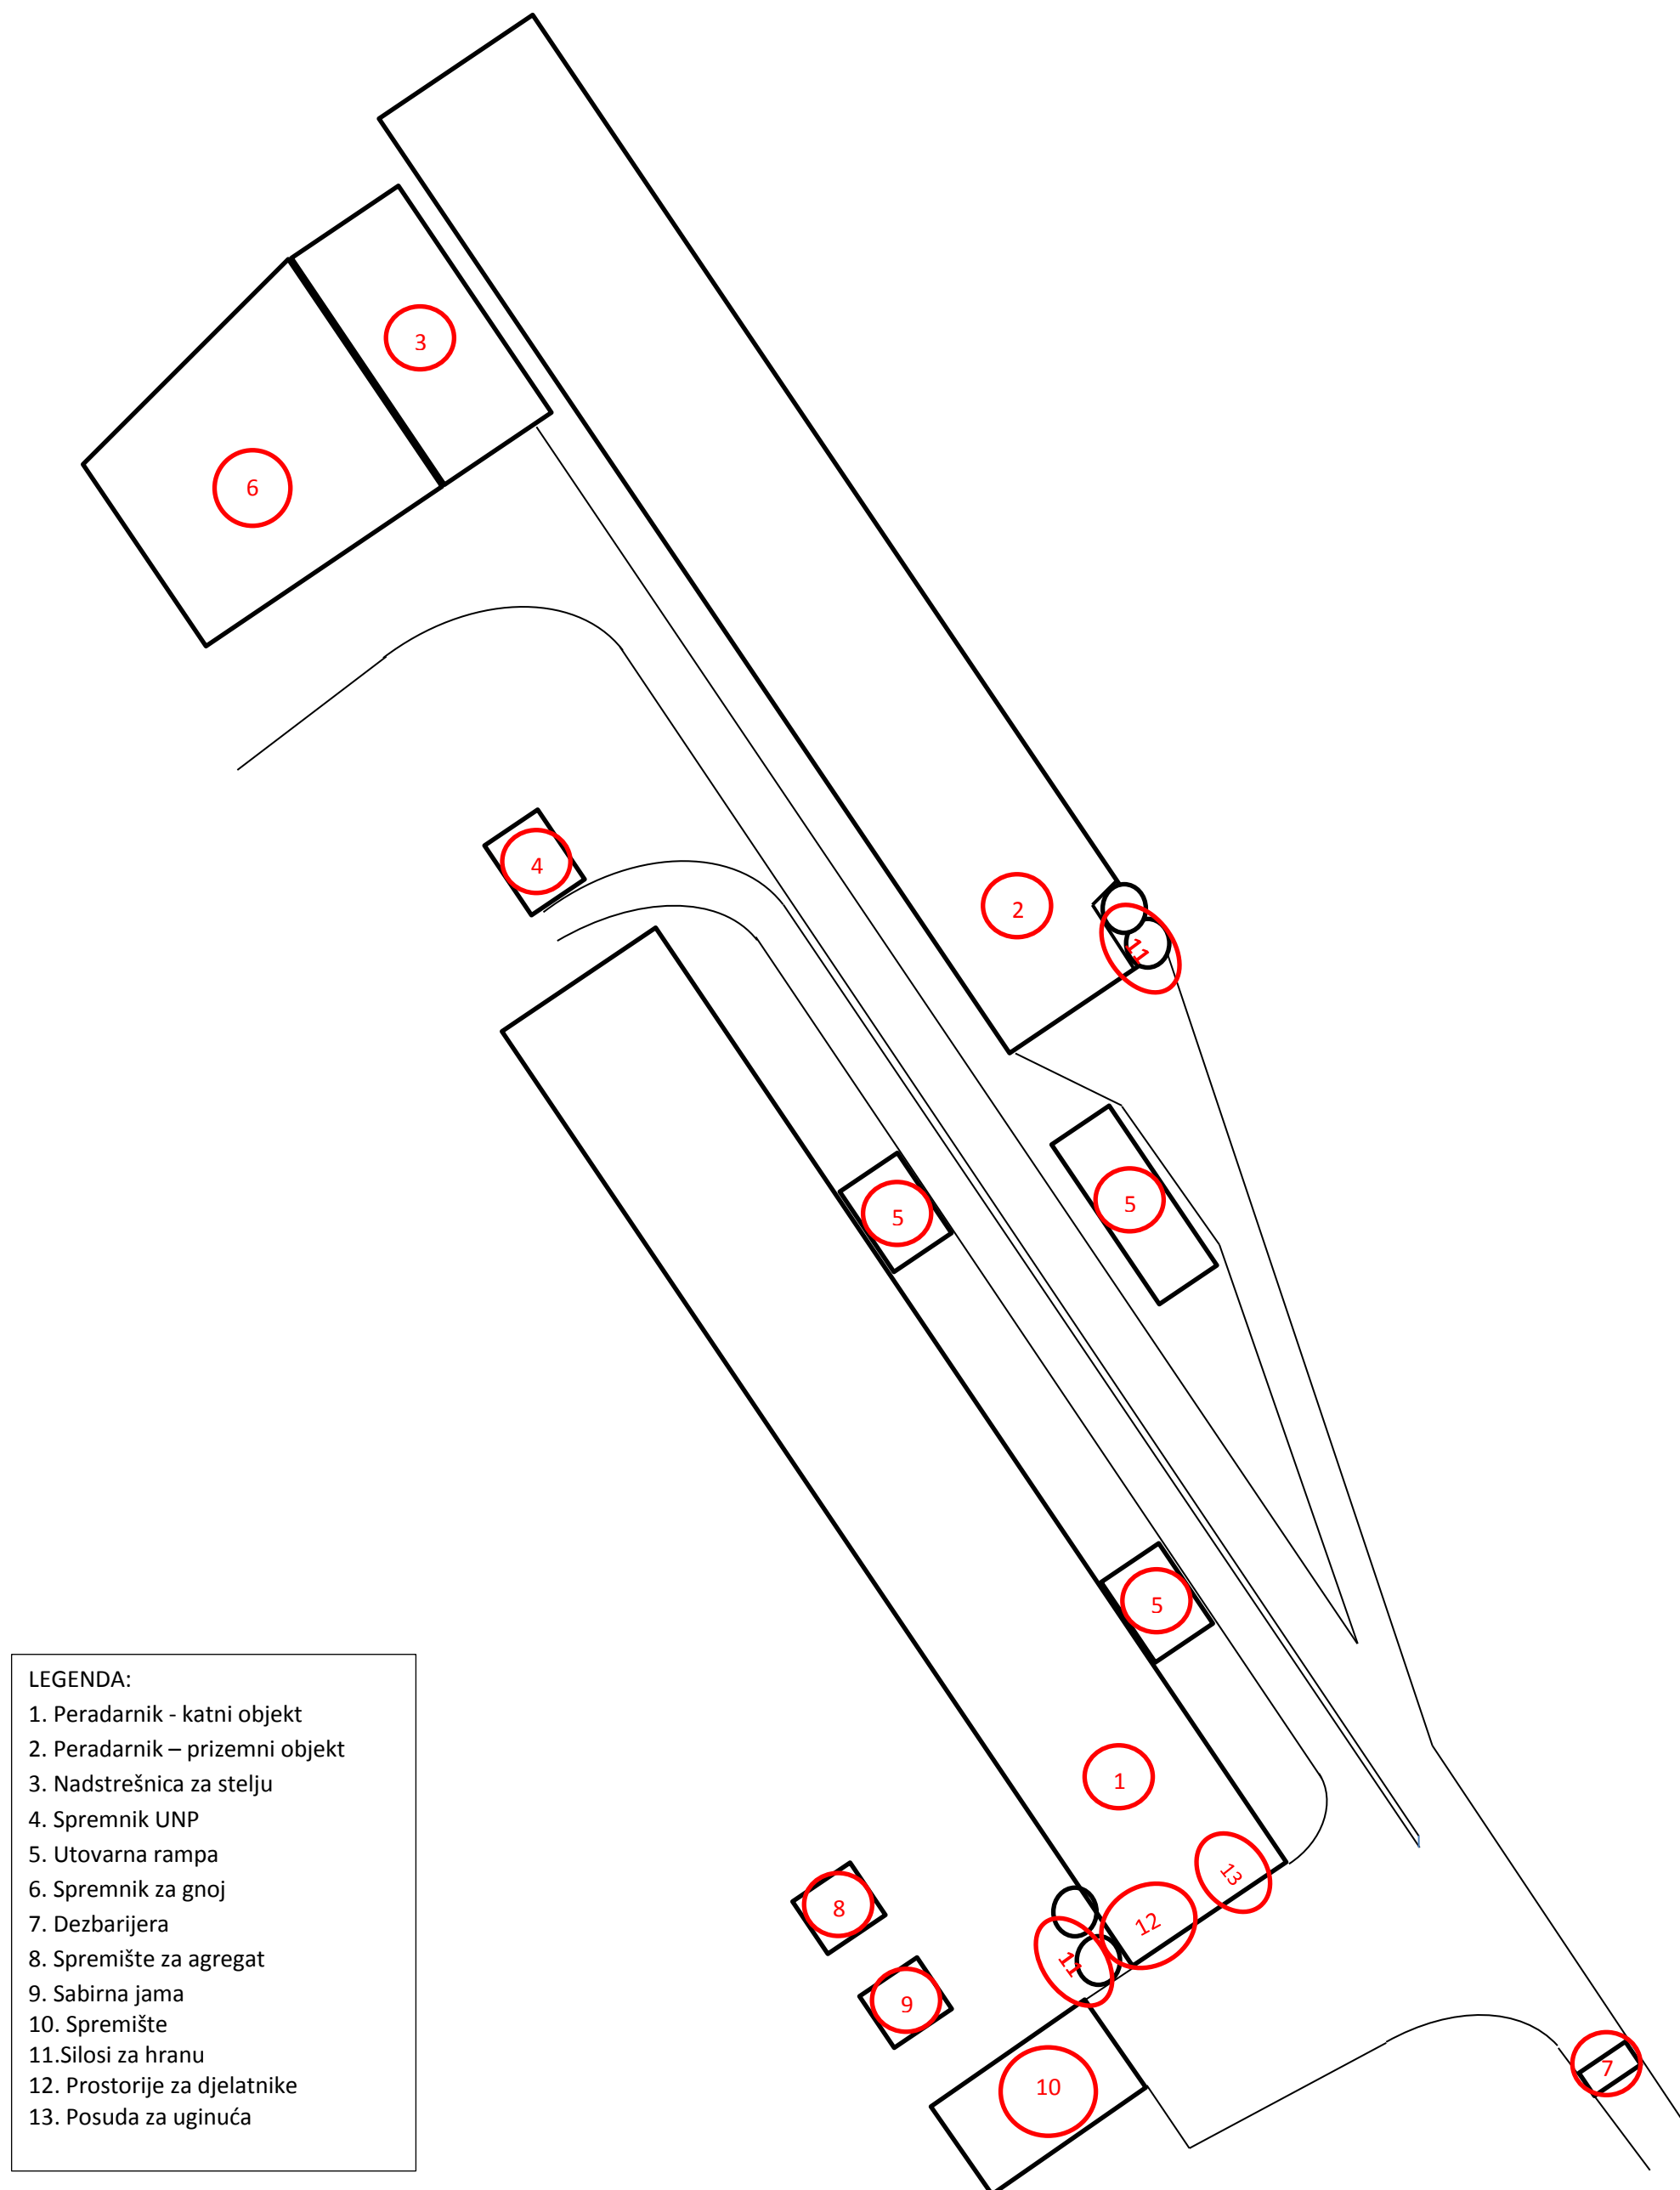 3
6
4
2
11
5
5
5
1
13
8
12
11
9
7
10
LEGENDA:
1. Peradarnik - katni objekt
2. Peradarnik – prizemni objekt
3. Nadstrešnica za stelju
4. Spremnik UNP
5. Utovarna rampa
6. Spremnik za gnoj
7. Dezbarijera
8. Spremište za agregat
9. Sabirna jama
10. Spremište
11.Silosi za hranu
12. Prostorije za djelatnike
13. Posuda za uginuća